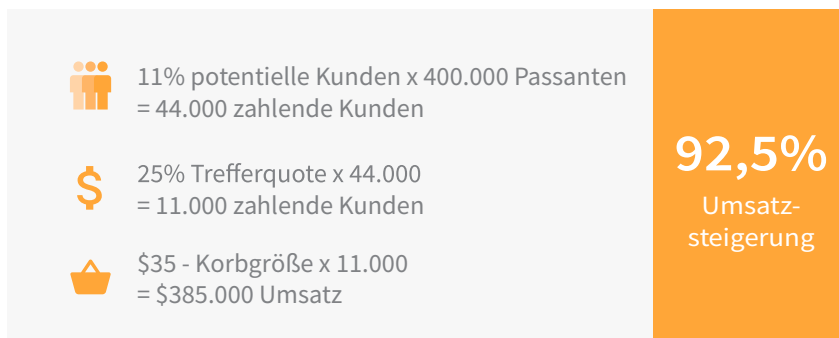 11% potentielle Kunden x 400.000 Passanten
= 44.000 zahlende Kunden
25% Trefferquote x 44.000
= 11.000 zahlende Kunden
$35 - Korbgröße x 11.000
= $385.000 Umsatz
92,5%
Umsatz-
steigerung